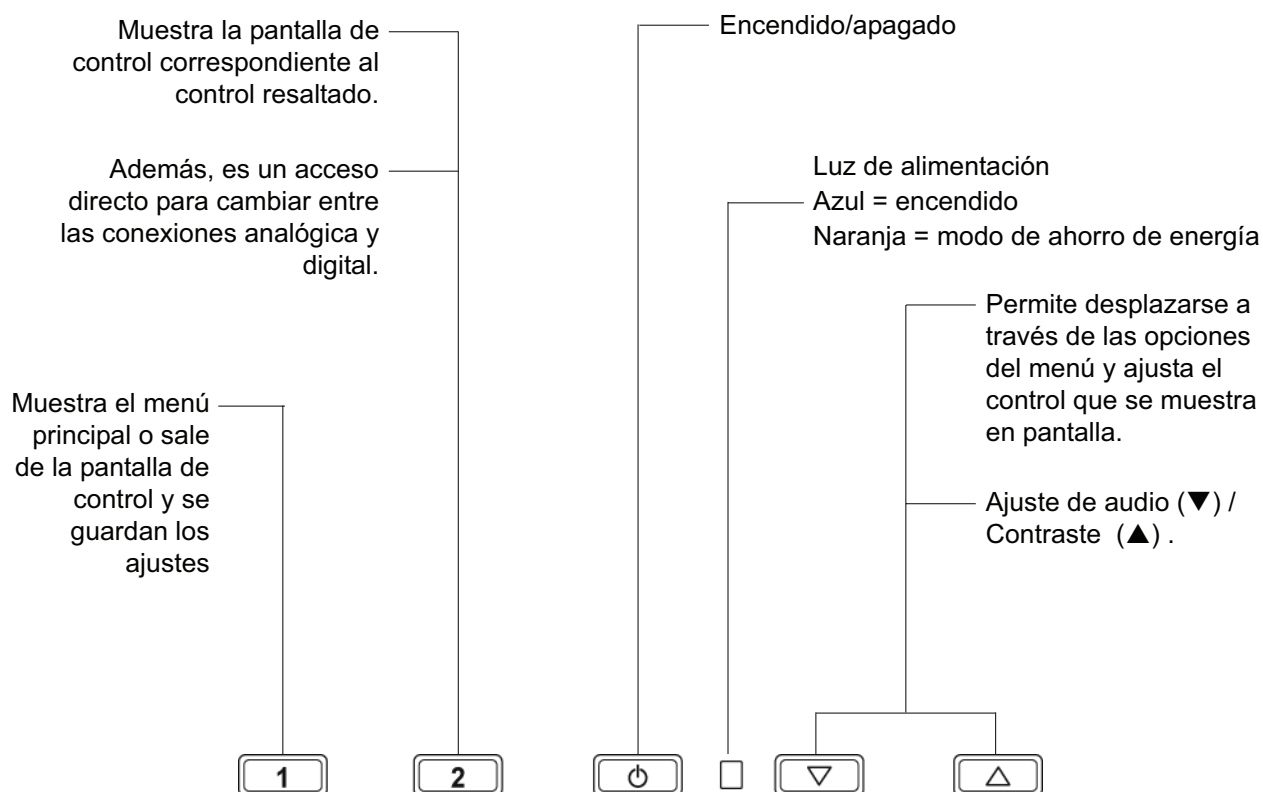 Muestra la pantalla de
control correspondiente al
control resaltado.
Además, es un acceso
directo para cambiar entre
las conexiones analógica y
digital.
Muestra el menú
principal o sale
de la pantalla de
control y se
guardan los
ajustes
Encendido/apagado
Luz de alimentación
Azul = encendido
Naranja = modo de ahorro de energía
Permite desplazarse a
través de las opciones
del menú y ajusta el
control que se muestra
en pantalla.
Ajuste de audio (▼) /
Contraste (▲) .
1
2